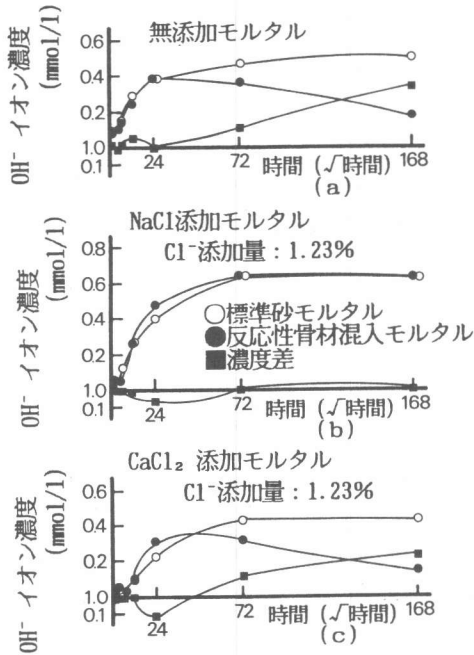 無添加モルタル
OH⁻ イオン濃度
(mmol/l)
0.6
0.4
0.2
1.0
0.1
24
72
時間 (√時間)
168
(a)
NaCl添加モルタル
Cl⁻添加量：1.23%
OH⁻ イオン濃度
(mmol/l)
0.8
0.6
0.4
0.2
1.0
0.1
○標準砂モルタル
●反応性骨材混入モルタル
■濃度差
24
72
時間 (√時間)
168
(b)
CaCl₂ 添加モルタル
Cl⁻添加量：1.23%
OH⁻ イオン濃度
(mmol/l)
0.6
0.4
0.2
1.0
0.1
24
72
時間 (√時間)
168
(c)